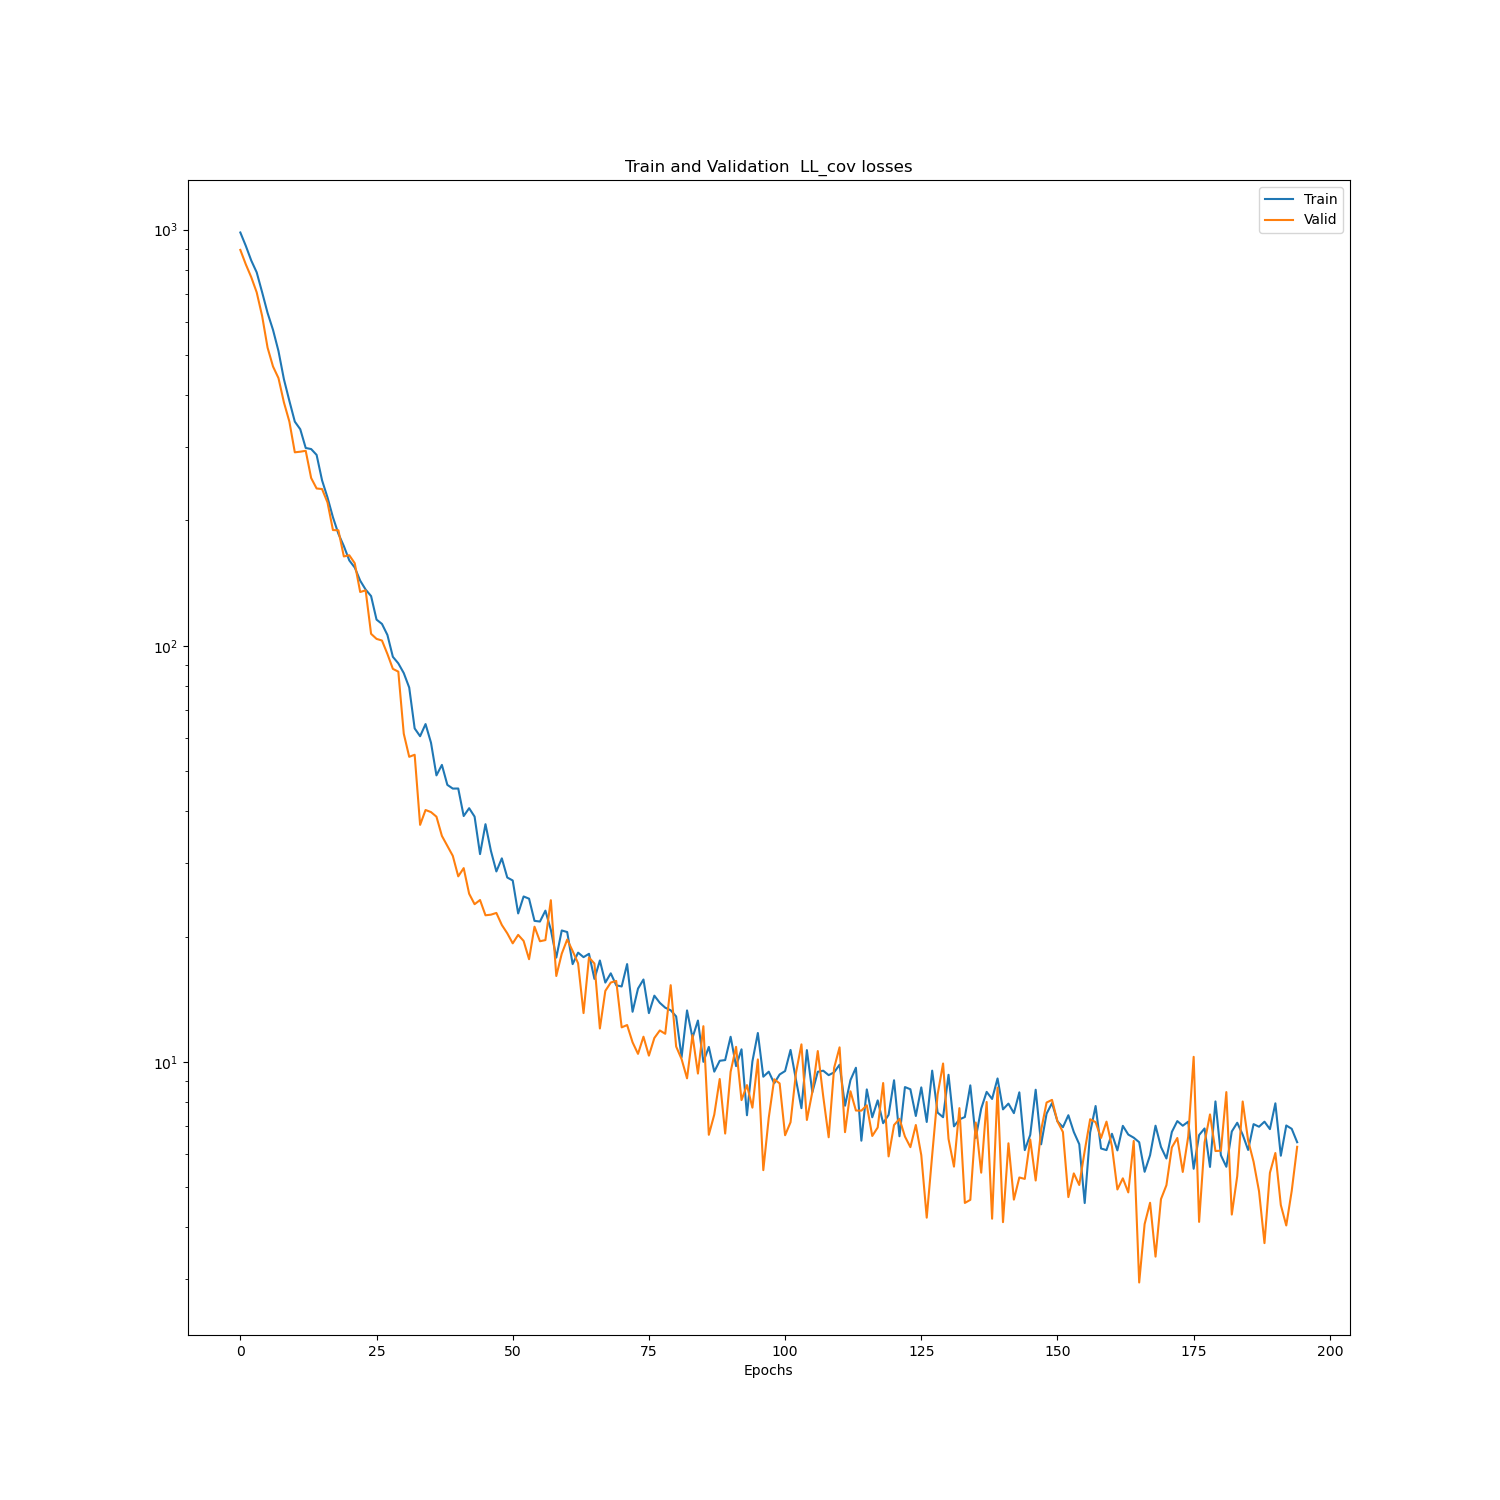 Train and Validation  LL_cov losses
Train
Valid
10³
10²
10¹
0 25 50 75 100 125 150 175 200
Epochs